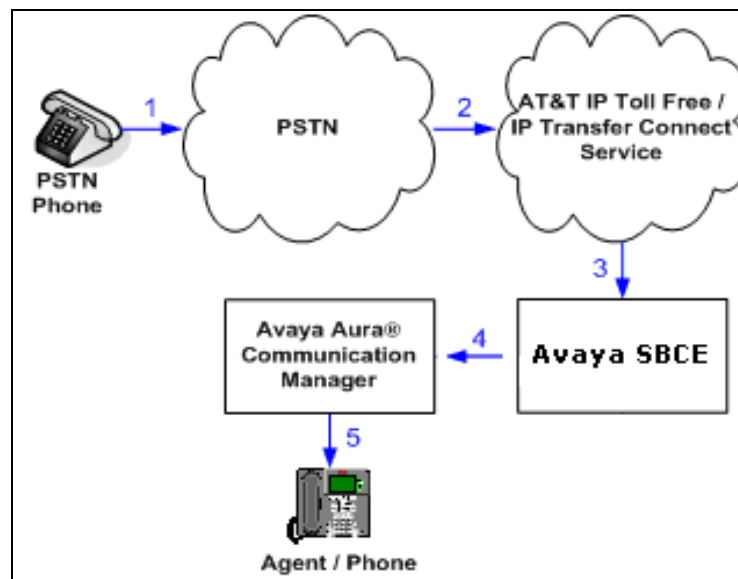 1
PSTN
2
AT&T IP Toll Free /
IP Transfer Connect
Service
PSTN
Phone
3
Avaya Aura®
Communication
Manager
4
Avaya SBCE
5
Agent / Phone